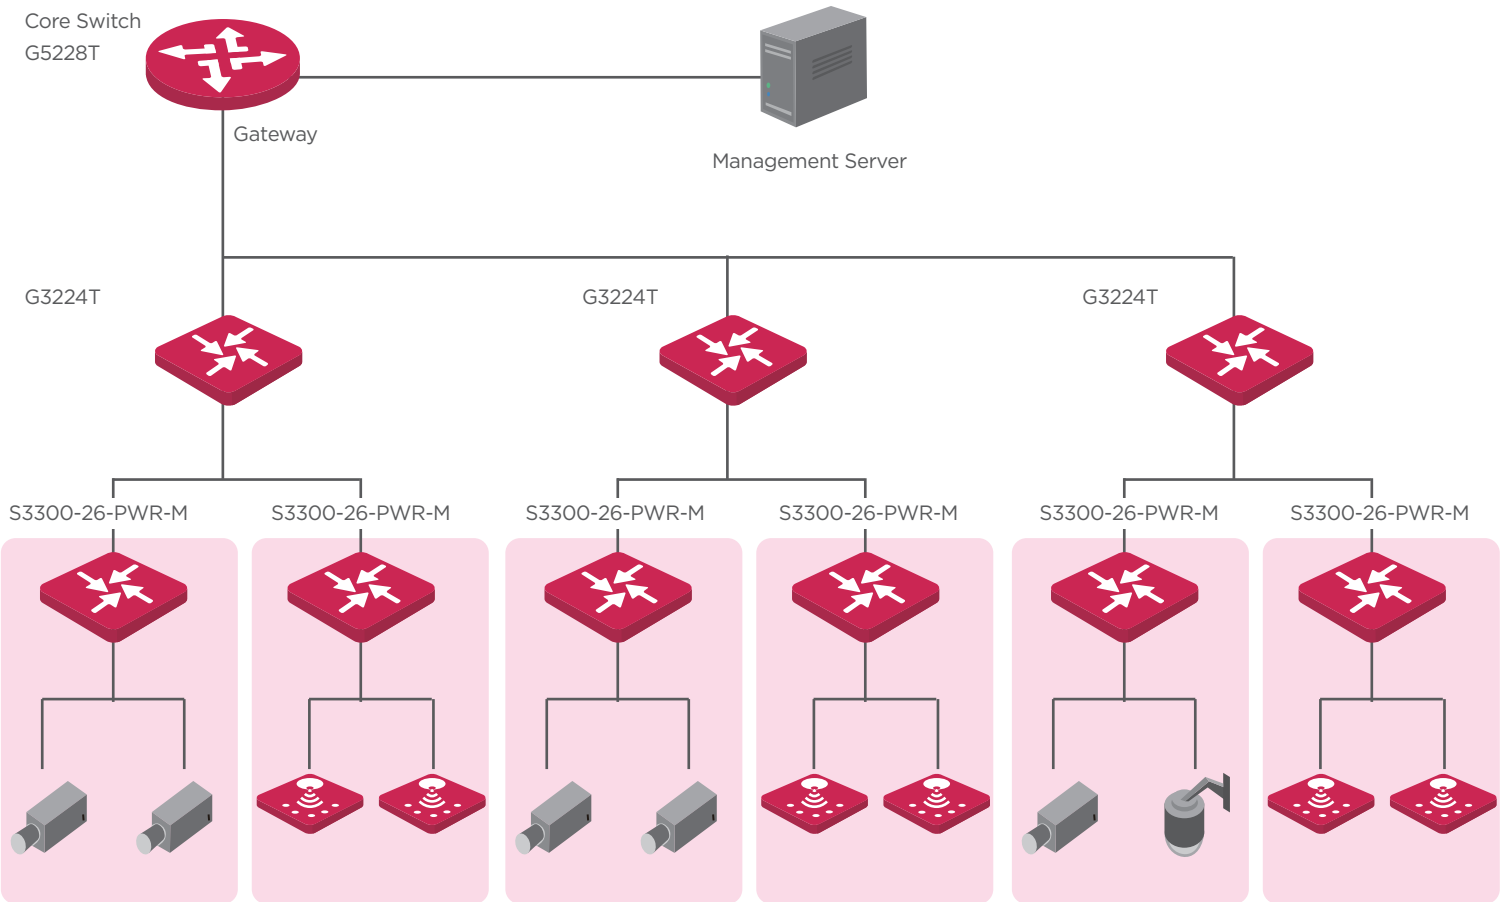 Core Switch
G5228T
Gateway
Management Server
G3224T
G3224T
G3224T
S3300-26-PWR-M
S3300-26-PWR-M
S3300-26-PWR-M
S3300-26-PWR-M
S3300-26-PWR-M
S3300-26-PWR-M